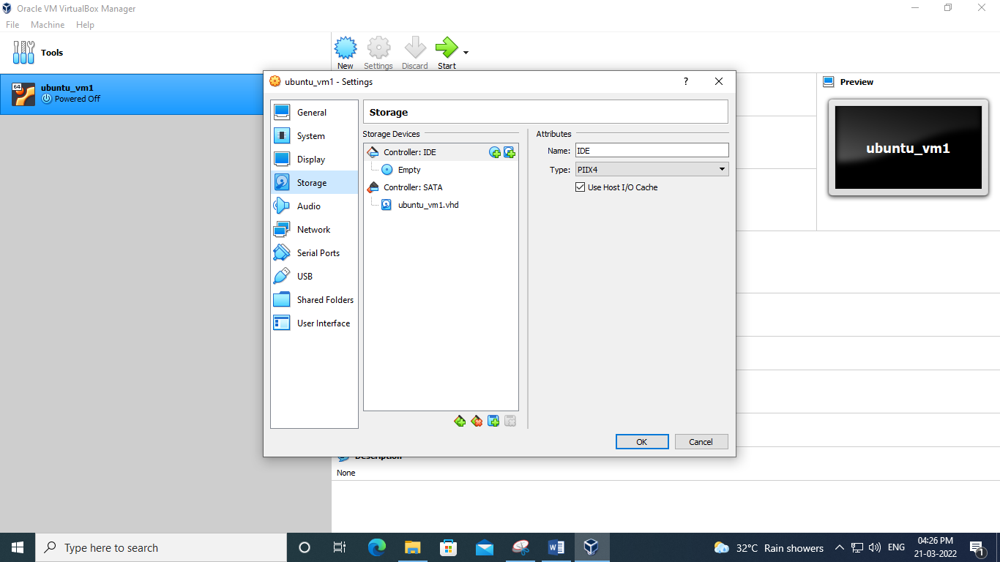 Oracle VM VirtualBox Manager
File Machine Help
Tools
New Settings Discard Start
64
ubuntu_vm1
Powered Off
ubuntu_vm1 - Settings
?
General
System
Display
Storage
Audio
Network
Serial Ports
USB
Shared Folders
User Interface
Storage
Storage Devices
Controller: IDE
Empty
Controller: SATA
ubuntu_vm1.vhd
Attributes
Name: IDE
Type: PIIX4
Use Host I/O Cache
OK Cancel
Preview
ubuntu_vm1
Description
None
Type here to search
32°C Rain showers
ENG
04:26 PM
21-03-2022
1